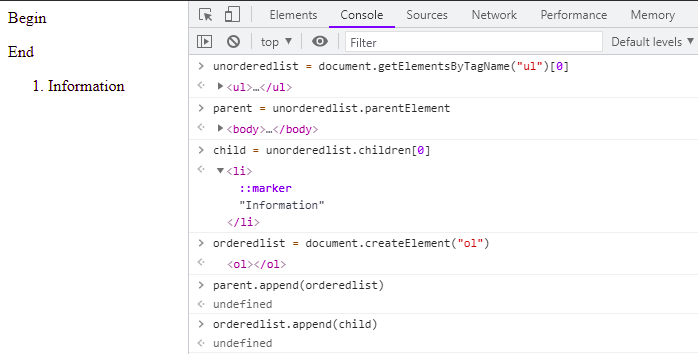 Begin
End
1. Information
Elements Console Sources Network Performance Memory
top ▼ Filter Default levels ▼
> unorderedlist = document.getElementsByTagName("ul")[0]
<ul>…</ul>
> parent = unorderedlist.parentElement
<body>…</body>
> child = unorderedlist.children[0]
<li>
::marker
"Information"
</li>
> orderedlist = document.createElement("ol")
<ol></ol>
> parent.append(orderedlist)
undefined
> orderedlist.append(child)
undefined